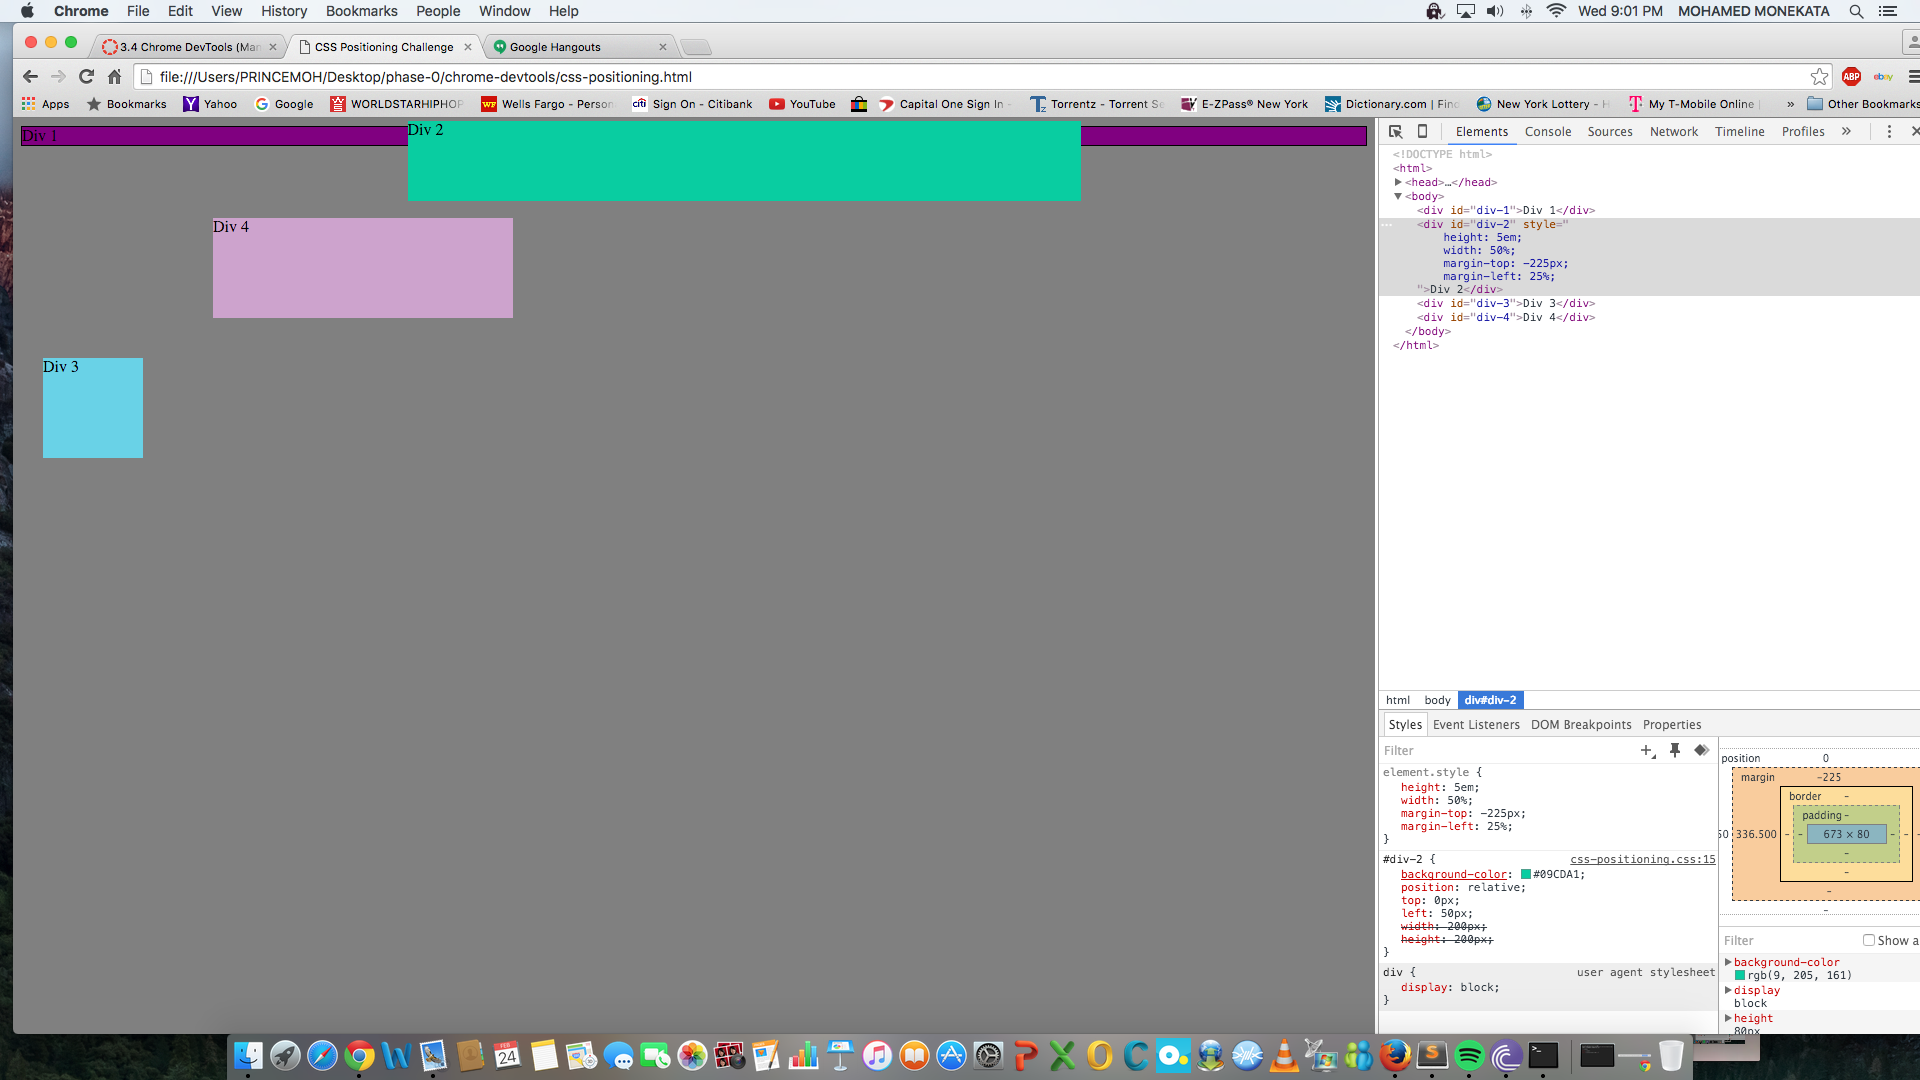 Chrome File Edit View History Bookmarks People Window Help Wed 9:01 PM MOHAMED MONEKATA
3.4 Chrome DevTools (Man CSS Positioning Challenge Google Hangouts
file:///Users/PRINCEMOH/Desktop/phase-0/chrome-devtools/css-positioning.html ABP ebay
Apps Bookmarks Yahoo Google WORLDSTARHIPHOP Wells Fargo - Person Sign On - Citibank YouTube Capital One Sign In - Torrentz - Torrent Se E-ZPass® New York Dictionary.com | Find New York Lottery - H My T-Mobile Online | » Other Bookmarks
Div 1
Div 2
Div 4
Div 3
Elements Console Sources Network Timeline Profiles »
<!DOCTYPE html>
<html>
<head>…</head>
<body>
<div id="div-1">Div 1</div>
<div id="div-2" style="
height: 5em;
width: 50%;
margin-top: -225px;
margin-left: 25%;
">Div 2</div>
<div id="div-3">Div 3</div>
<div id="div-4">Div 4</div>
</body>
</html>
html body div#div-2
Styles Event Listeners DOM Breakpoints Properties
Filter
element.style {
height: 5em;
width: 50%;
margin-top: -225px;
margin-left: 25%;
}
#div-2 { css-positioning.css:15
background-color: #09CDA1;
position: relative;
top: 0px;
left: 50px;
width: 200px;
height: 200px;
}
div { user agent stylesheet
display: block;
}
position 0
margin -225
border -
padding -
50 336.500 - - 673 × 80 - - -
-
-
-
-
Filter Show a
background-color
rgb(9, 205, 161)
display
block
height
80px
FEB
24